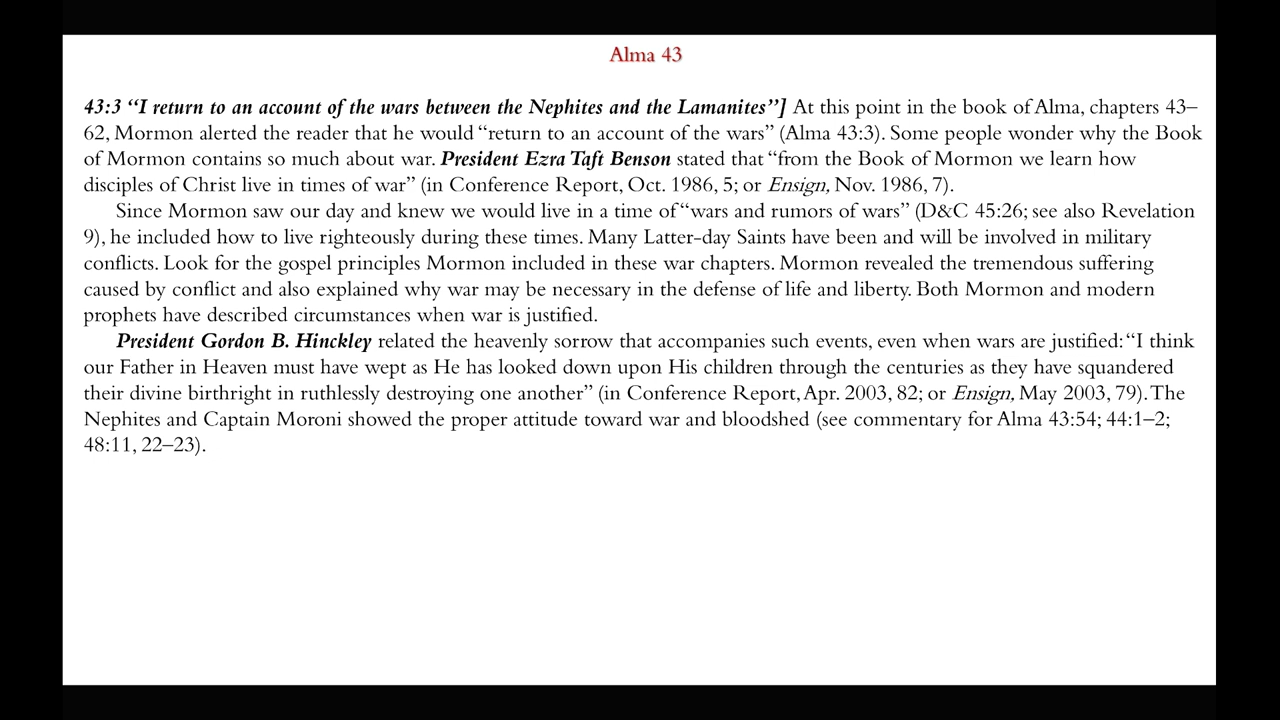 Alma 43
43:3 “I return to an account of the wars between the Nephites and the Lamanites”] At this point in the book of Alma, chapters 43–
62, Mormon alerted the reader that he would “return to an account of the wars” (Alma 43:3). Some people wonder why the Book
of Mormon contains so much about war. President Ezra Taft Benson stated that “from the Book of Mormon we learn how
disciples of Christ live in times of war” (in Conference Report, Oct. 1986, 5; or Ensign, Nov. 1986, 7).
Since Mormon saw our day and knew we would live in a time of “wars and rumors of wars” (D&C 45:26; see also Revelation
9), he included how to live righteously during these times. Many Latter-day Saints have been and will be involved in military
conflicts. Look for the gospel principles Mormon included in these war chapters. Mormon revealed the tremendous suffering
caused by conflict and also explained why war may be necessary in the defense of life and liberty. Both Mormon and modern
prophets have described circumstances when war is justified.
President Gordon B. Hinckley related the heavenly sorrow that accompanies such events, even when wars are justified: “I think
our Father in Heaven must have wept as He has looked down upon His children through the centuries as they have squandered
their divine birthright in ruthlessly destroying one another” (in Conference Report, Apr. 2003, 82; or Ensign, May 2003, 79). The
Nephites and Captain Moroni showed the proper attitude toward war and bloodshed (see commentary for Alma 43:54; 44:1–2;
48:11, 22–23).